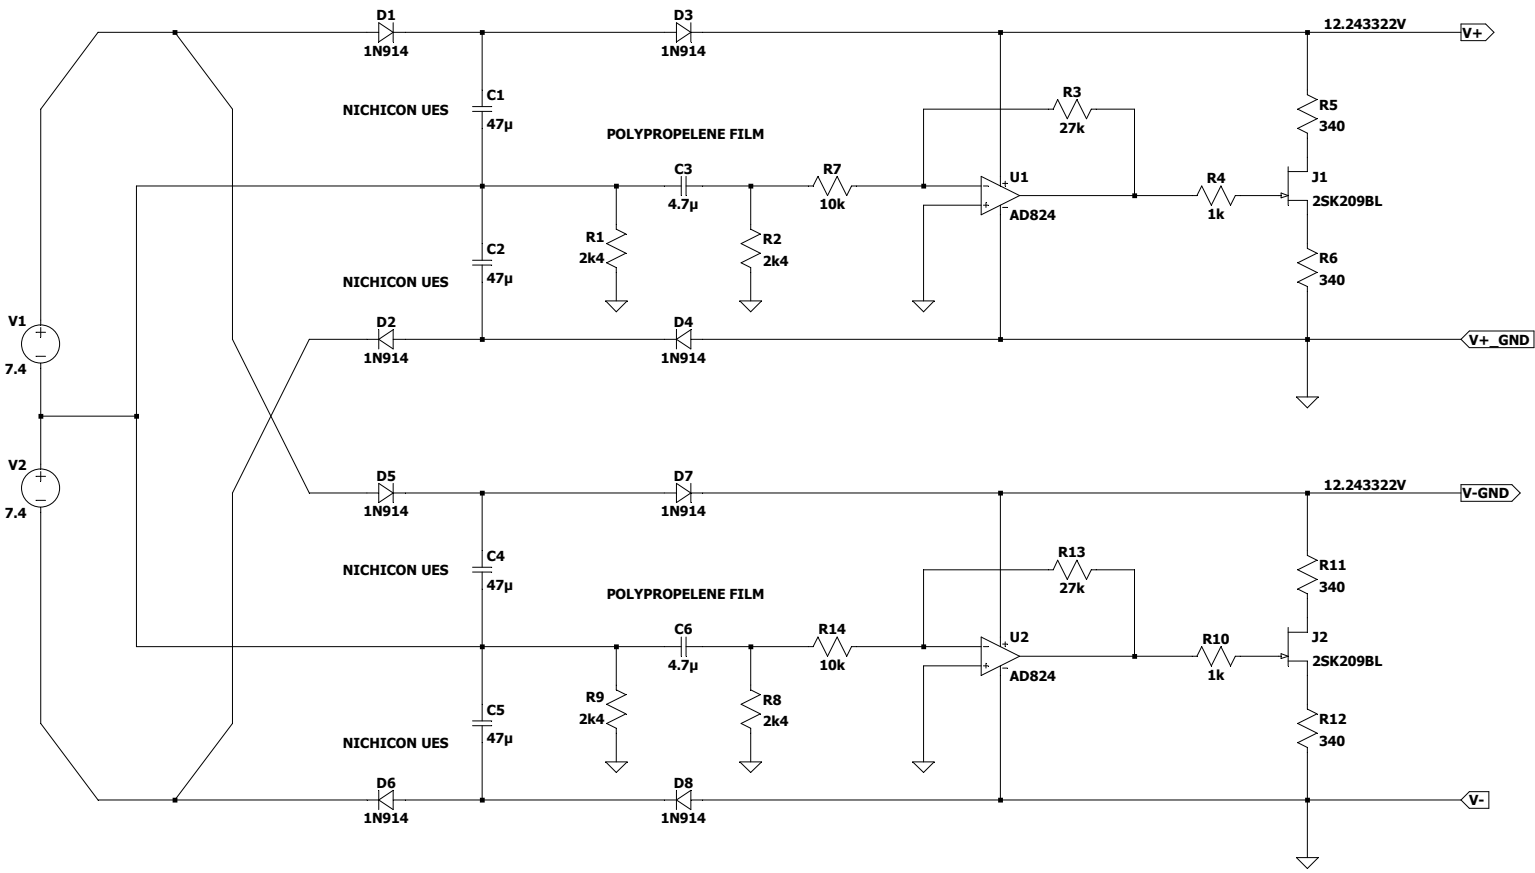 D1
1N914
D3
1N914
12.243322V
V+
NICHICON UES
C1
47µ
POLYPROPELENE FILM
R3
27k
R5
340
C3
4.7µ
R7
10k
U1
AD824
R4
1k
J1
2SK209BL
R1
2k4
R2
2k4
NICHICON UES
C2
47µ
R6
340
V1
7.4
D2
1N914
D4
1N914
V+_GND
V2
7.4
D5
1N914
D7
1N914
12.243322V
V-GND
NICHICON UES
C4
47µ
POLYPROPELENE FILM
R13
27k
R11
340
C6
4.7µ
R14
10k
U2
AD824
R10
1k
J2
2SK209BL
R9
2k4
R8
2k4
NICHICON UES
C5
47µ
R12
340
D6
1N914
D8
1N914
V-